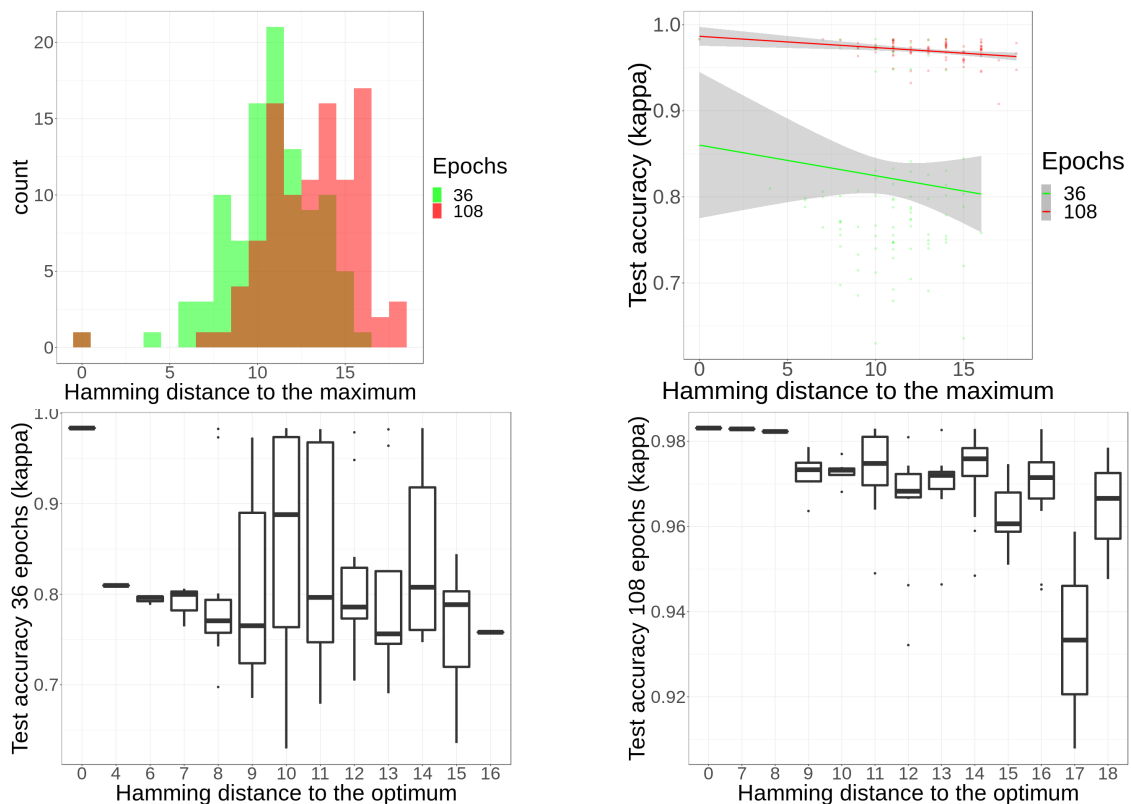 20
15
10
5
0
count
0 5 10 15
Hamming distance to the maximum
Epochs
36
108
1.0
0.9
0.8
0.7
Test accuracy (kappa)
0 5 10 15
Hamming distance to the maximum
Epochs
36
108
1.0
0.9
0.8
0.7
Test accuracy 36 epochs (kappa)
0 4 6 7 8 9 10 11 12 13 14 15 16
Hamming distance to the optimum
0.98
0.96
0.94
0.92
Test accuracy 108 epochs (kappa)
0 7 8 9 10 11 12 13 14 15 16 17 18
Hamming distance to the optimum